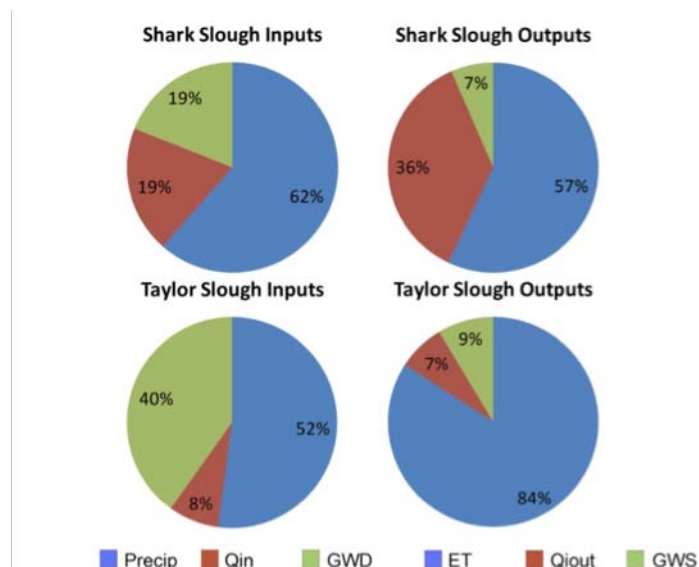 Shark Slough Inputs
Shark Slough Outputs
19%
19%
62%
7%
36%
57%
Taylor Slough Inputs
Taylor Slough Outputs
40%
52%
8%
9%
7%
84%
Precip Qin GWD ET Qiout GWS